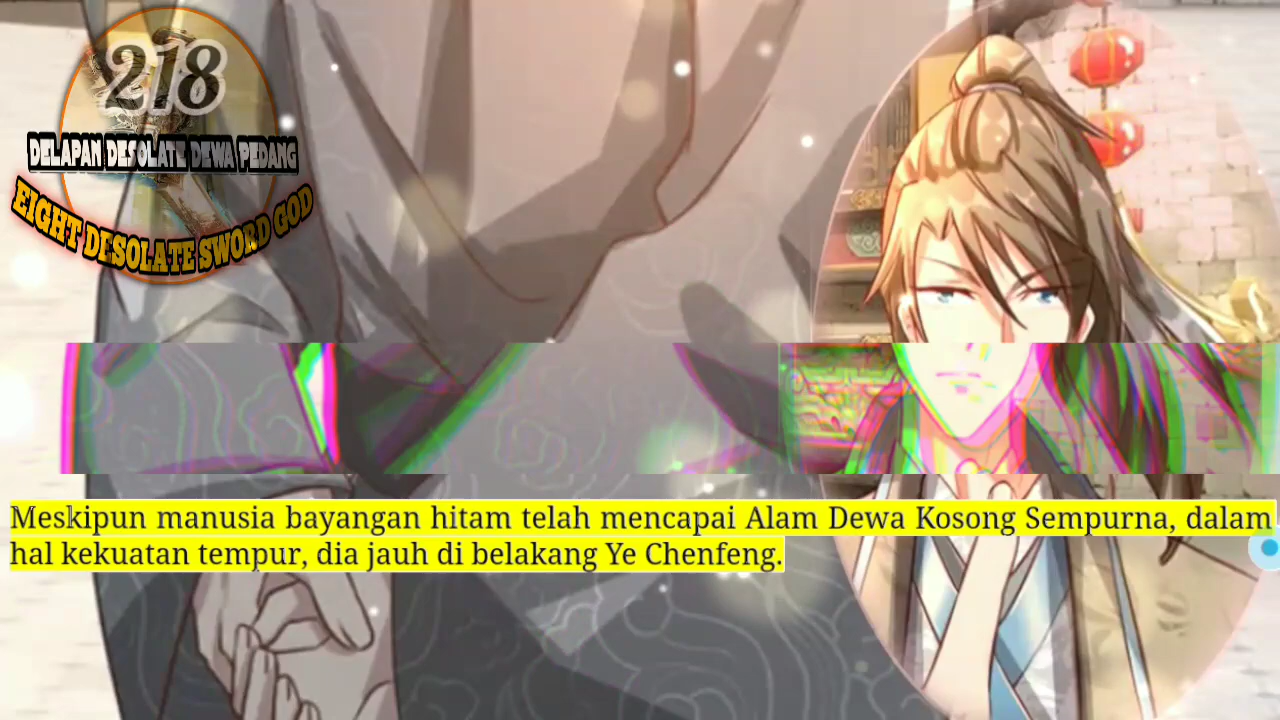 218
DELAPAN DESOLATE DEWA PEDANG
EIGHT DESOLATE SWORD GOD
Meskipun manusia bayangan hitam telah mencapai Alam Dewa Kosong Sempurna, dalam
hal kekuatan tempur, dia jauh di belakang Ye Chenfeng.